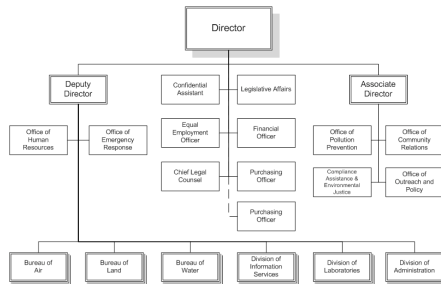 Director
Deputy
Director
Confidential
Assistant
Legislative Affairs
Associate
Director
Office of
Human
Resources
Office of
Emergency
Response
Equal
Employment
Officer
Financial
Officer
Office of
Pollution
Prevention
Office of
Community
Relations
Chief Legal
Counsel
Purchasing
Officer
Compliance
Assistance &
Environmental
Justice
Office of
Outreach and
Policy
Purchasing
Officer
Bureau of
Air
Bureau of
Land
Bureau of
Water
Division of
Information
Services
Division of
Laboratories
Division of
Administration